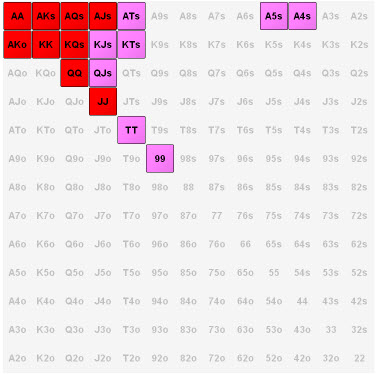 AA AKs AQs AJs ATs A9s A8s A7s A6s A5s A4s A3s A2s
AKo KK KQs KJs KTs K9s K8s K7s K6s K5s K4s K3s K2s
AQo KQo QQ QJs QTs Q9s Q8s Q7s Q6s Q5s Q4s Q3s Q2s
AJo KJo QJo JJ JTs J9s J8s J7s J6s J5s J4s J3s J2s
ATo KTo QTo JTo TT T9s T8s T7s T6s T5s T4s T3s T2s
A9o K9o Q9o J9o T9o 99 98s 97s 96s 95s 94s 93s 92s
A8o K8o Q8o J8o T8o 98o 88 87s 86s 85s 84s 83s 82s
A7o K7o Q7o J7o T7o 97o 87o 77 76s 75s 74s 73s 72s
A6o K6o Q6o J6o T6o 96o 86o 76o 66 65s 64s 63s 62s
A5o K5o Q5o J5o T5o 95o 85o 75o 65o 55 54s 53s 52s
A4o K4o Q4o J4o T4o 94o 84o 74o 64o 54o 44 43s 42s
A3o K3o Q3o J3o T3o 93o 83o 73o 63o 53o 43o 33 32s
A2o K2o Q2o J2o T2o 92o 82o 72o 62o 52o 42o 32o 22